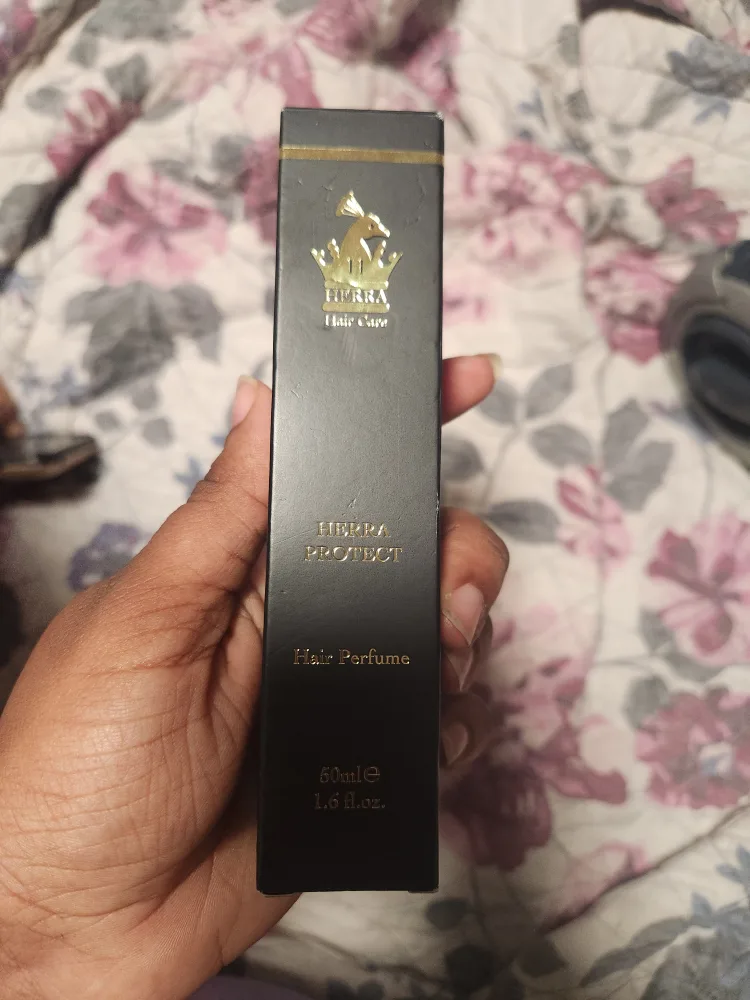 HERRA
Hair Care
HERRA
PROTECT
Hair Perfume
50ml℮
1.6 fl.oz.